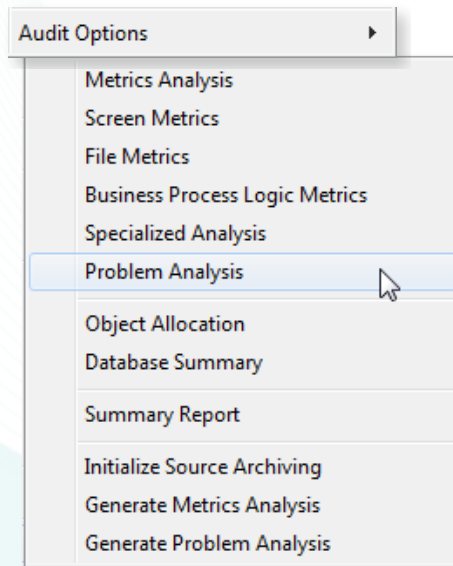 Audit Options
Metrics Analysis
Screen Metrics
File Metrics
Business Process Logic Metrics
Specialized Analysis
Problem Analysis
Object Allocation
Database Summary
Summary Report
Initialize Source Archiving
Generate Metrics Analysis
Generate Problem Analysis